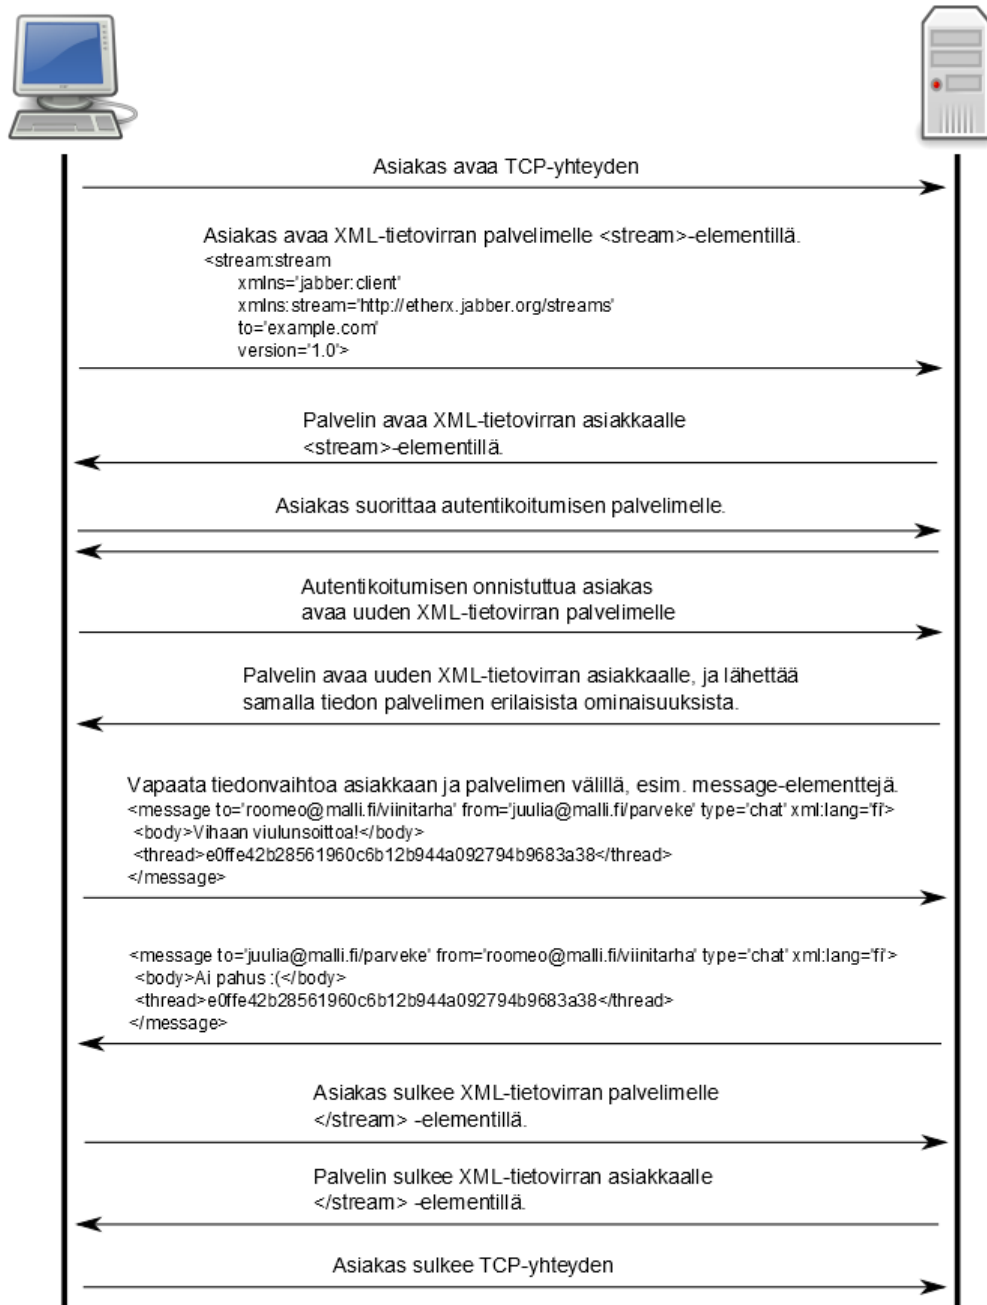 Asiakas avaa TCP-yhteyden
Asiakas avaa XML-tietovirran palvelimelle <stream>-elementillä.
<stream:stream
xmlns='jabber:client'
xmlns:stream='http://etherx.jabber.org/streams'
to='example.com'
version='1.0'>
Palvelin avaa XML-tietovirran asiakkaalle
<stream>-elementillä.
Asiakas suorittaa autentikoitumisen palvelimelle.
Autentikoitumisen onnistuttua asiakas
avaa uuden XML-tietovirran palvelimelle
Palvelin avaa uuden XML-tietovirran asiakkaalle, ja lähettää
samalla tiedon palvelimen erilaisista ominaisuuksista.
Vapaata tiedonvaihtoa asiakkaan ja palvelimen välillä, esim. message-elementtejä.
<message to='roomeo@malli.fi/viinitarha' from='juulia@malli.fi/parveke' type='chat' xml:lang='fi'>
<body>Vihaan viulunsoittoa!</body>
<thread>e0ffe42b28561960c6b12b944a092794b9683a38</thread>
</message>
<message to='juulia@malli.fi/parveke' from='roomeo@malli.fi/viinitarha' type='chat' xml:lang='fi'>
<body>Ai pahus :(</body>
<thread>e0ffe42b28561960c6b12b944a092794b9683a38</thread>
</message>
Asiakas sulkee XML-tietovirran palvelimelle
</stream> -elementillä.
Palvelin sulkee XML-tietovirran asiakkaalle
</stream> -elementillä.
Asiakas sulkee TCP-yhteyden